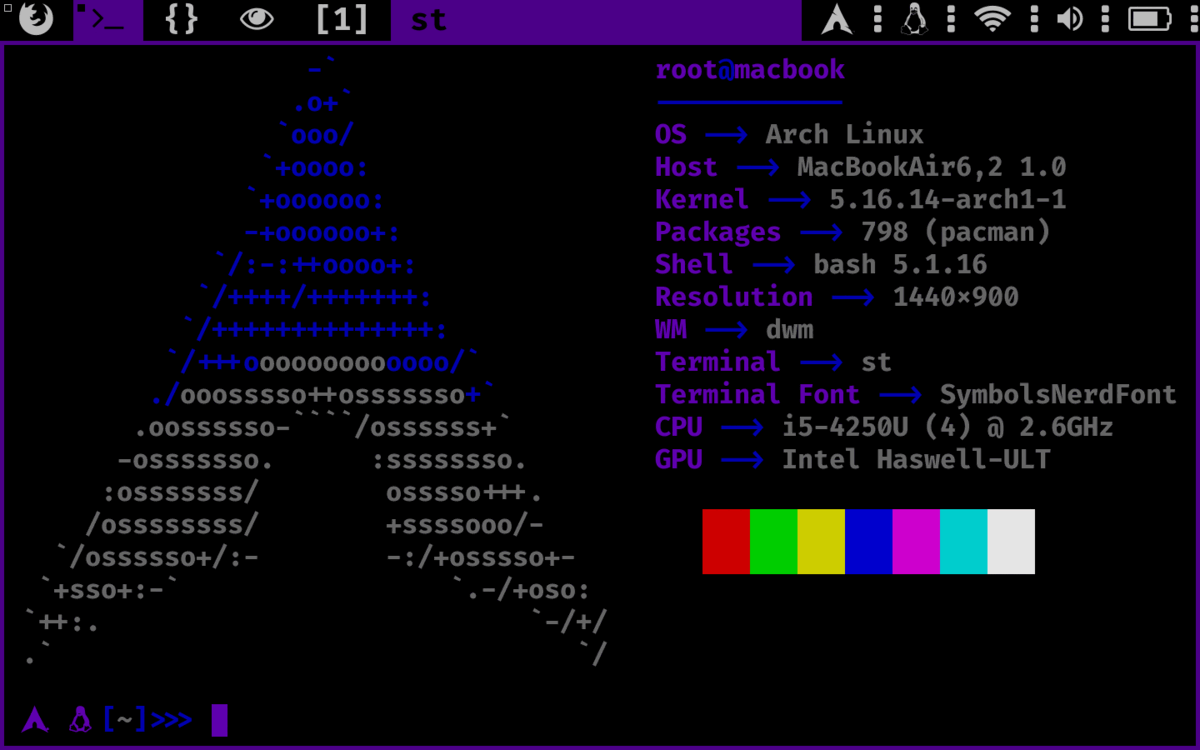 >_ {} [1] st
root@macbook
OS ⟶ Arch Linux
Host ⟶ MacBookAir6,2 1.0
Kernel ⟶ 5.16.14-arch1-1
Packages ⟶ 798 (pacman)
Shell ⟶ bash 5.1.16
Resolution ⟶ 1440×900
WM ⟶ dwm
Terminal ⟶ st
Terminal Font ⟶ SymbolsNerdFont
CPU ⟶ i5-4250U (4) @ 2.6GHz
GPU ⟶ Intel Haswell-ULT
-`
.o+`
`ooo/
`+oooo:
`+oooooo:
-+oooooo+:
`/:-:++oooo+:
`/++++/+++++++:
`/++++++++++++++:
`/+++ooooooooooooo/`
./ooosssso++osssssso+`
.oossssso-````/ossssss+`
-osssssso. :ssssssso.
:osssssss/ osssso+++.
/ossssssss/ +ssssooo/-
`/ossssso+/:- -:/+osssso+-
`+sso+:-` `.-/+oso:
`++:. `-/+/
.` `/
[~]>>>